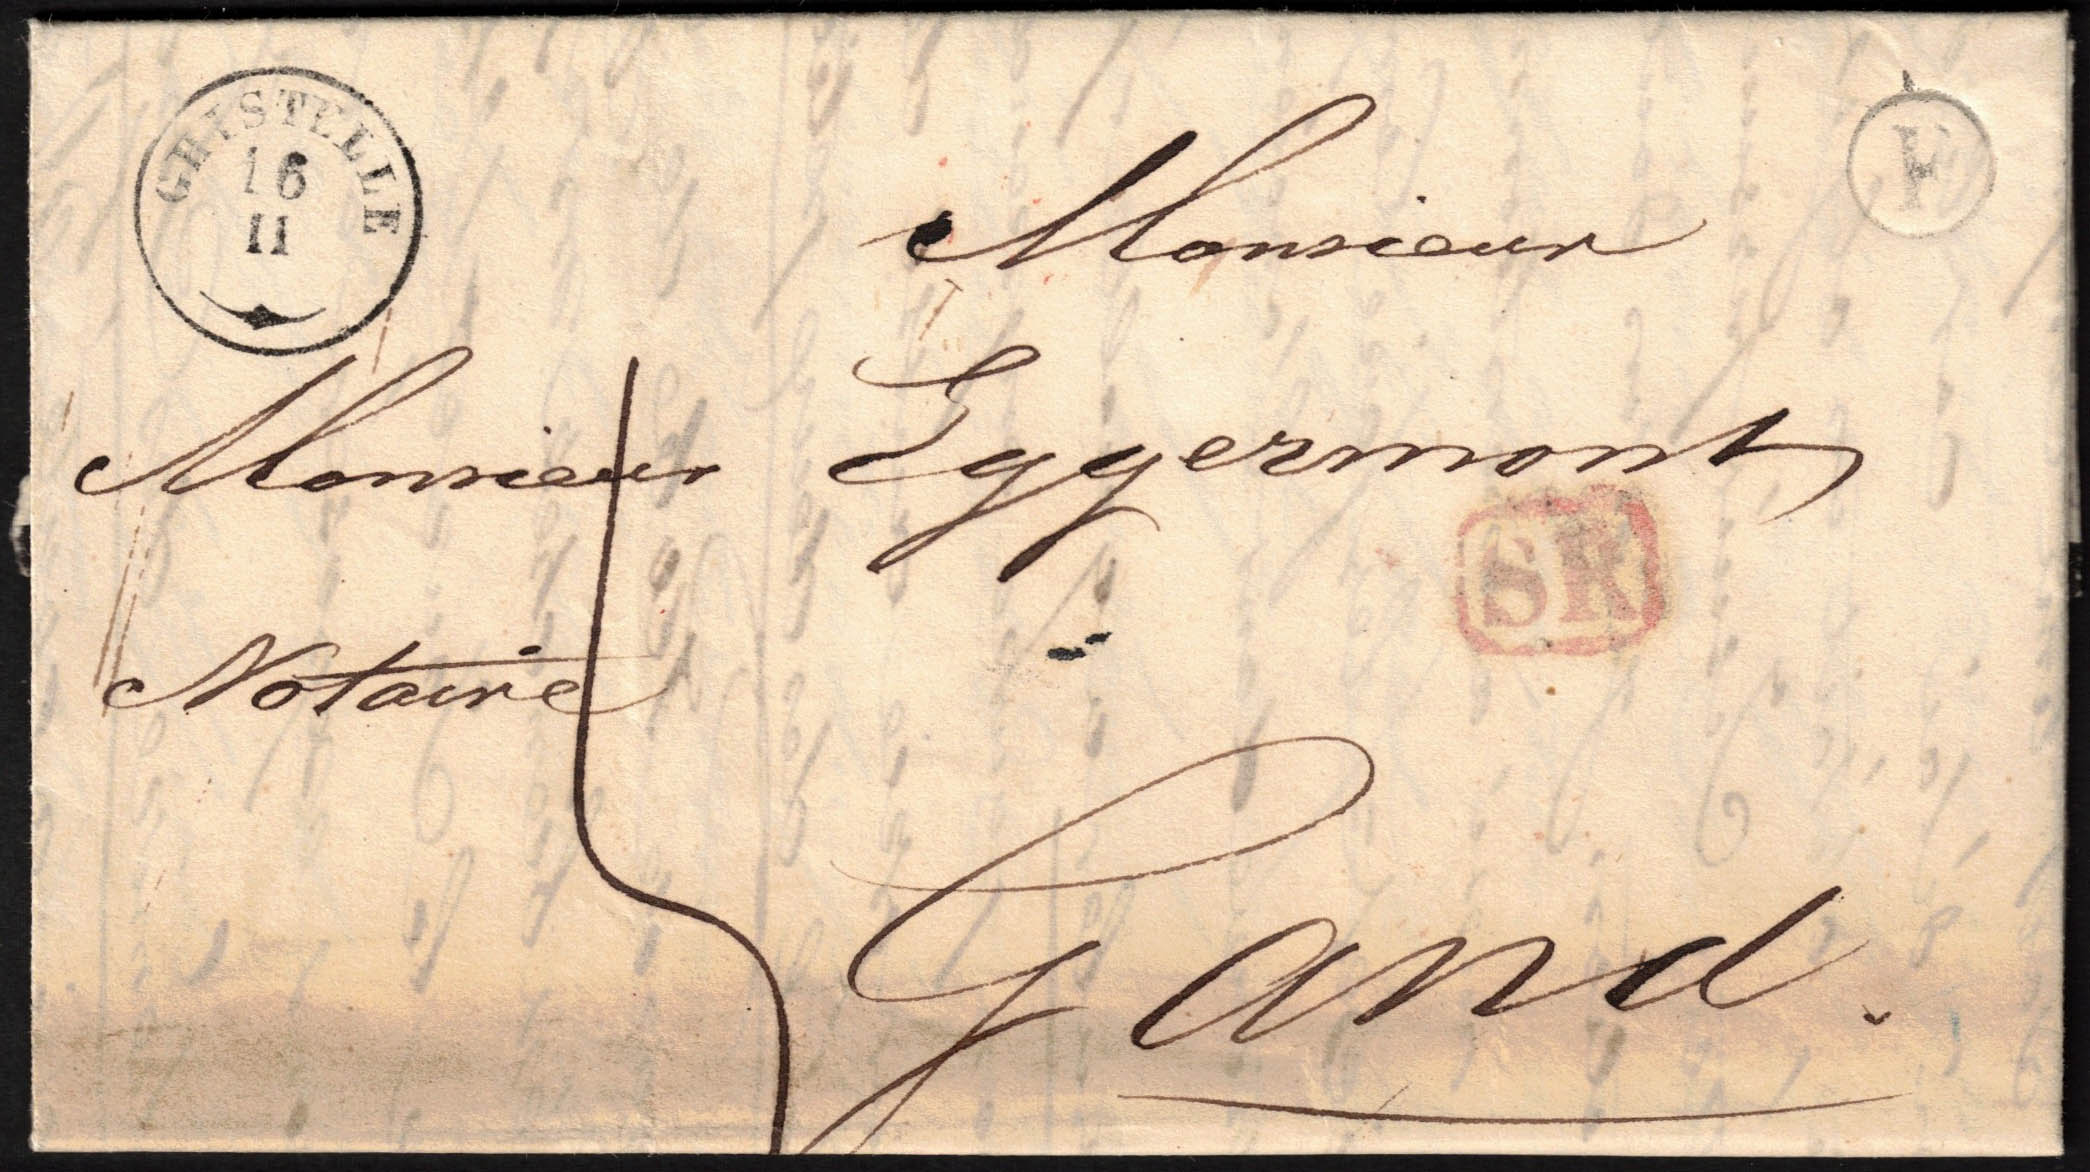 GHISTELLE
16
11
Monsieur
Monsieur Eggermont
SR
Notaire
Gand.